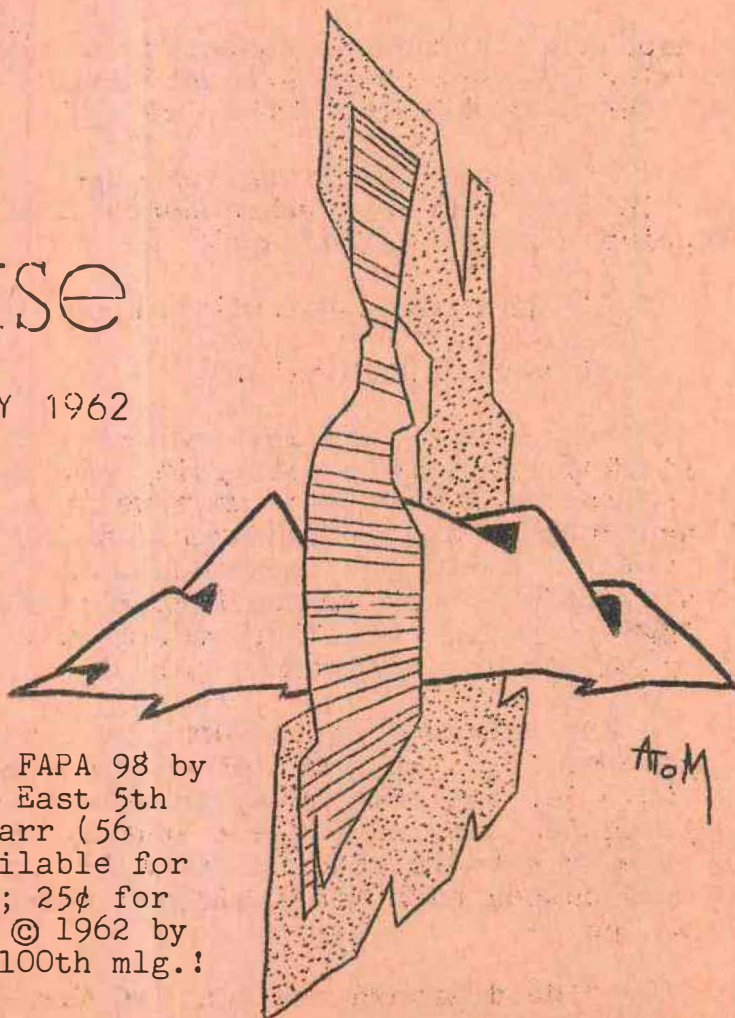 ise
Y 1962
ATOM
FAPA 98 by
East 5th
arr (56
ilable for
; 25¢ for
© 1962 by
100th mlg.!